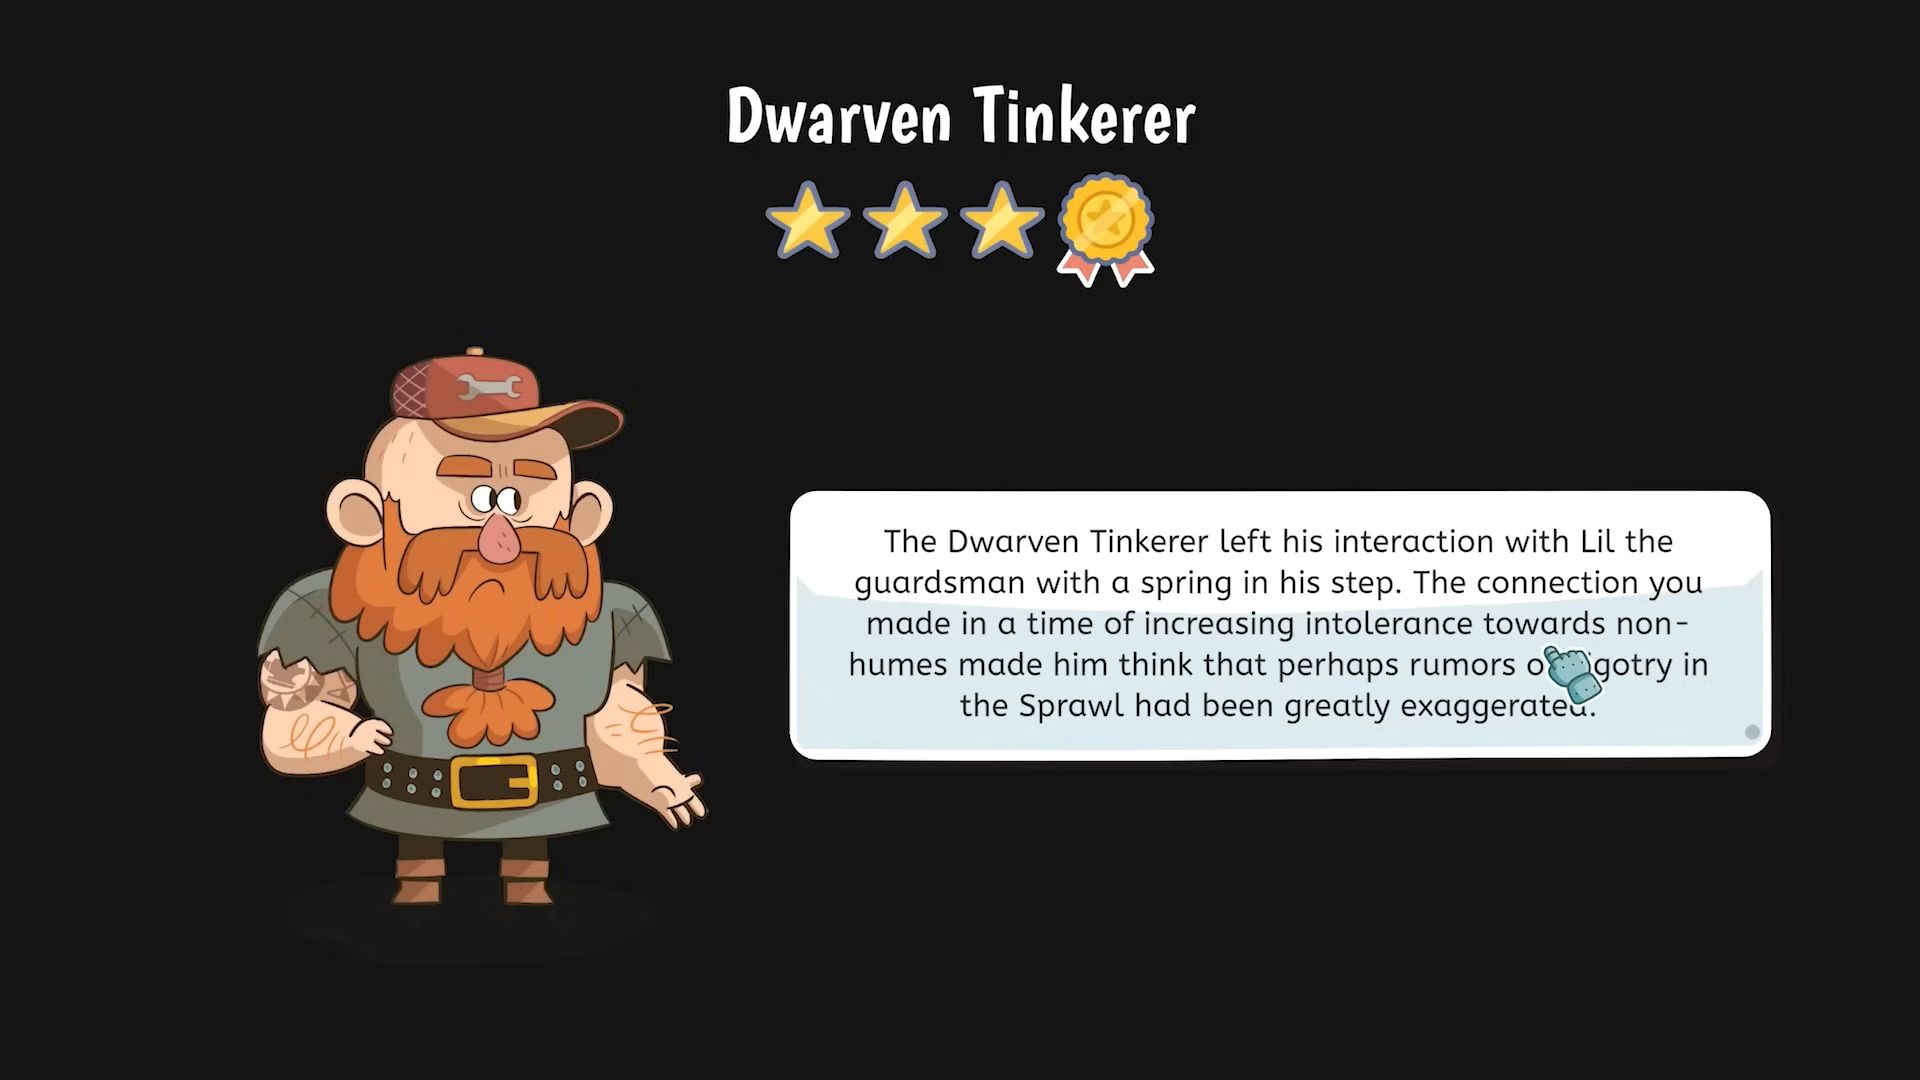 Dwarven Tinkerer
The Dwarven Tinkerer left his interaction with Lil the
guardsman with a spring in his step. The connection you
made in a time of increasing intolerance towards non-
humes made him think that perhaps rumors in
the Sprawl had been greatly exaggerated.